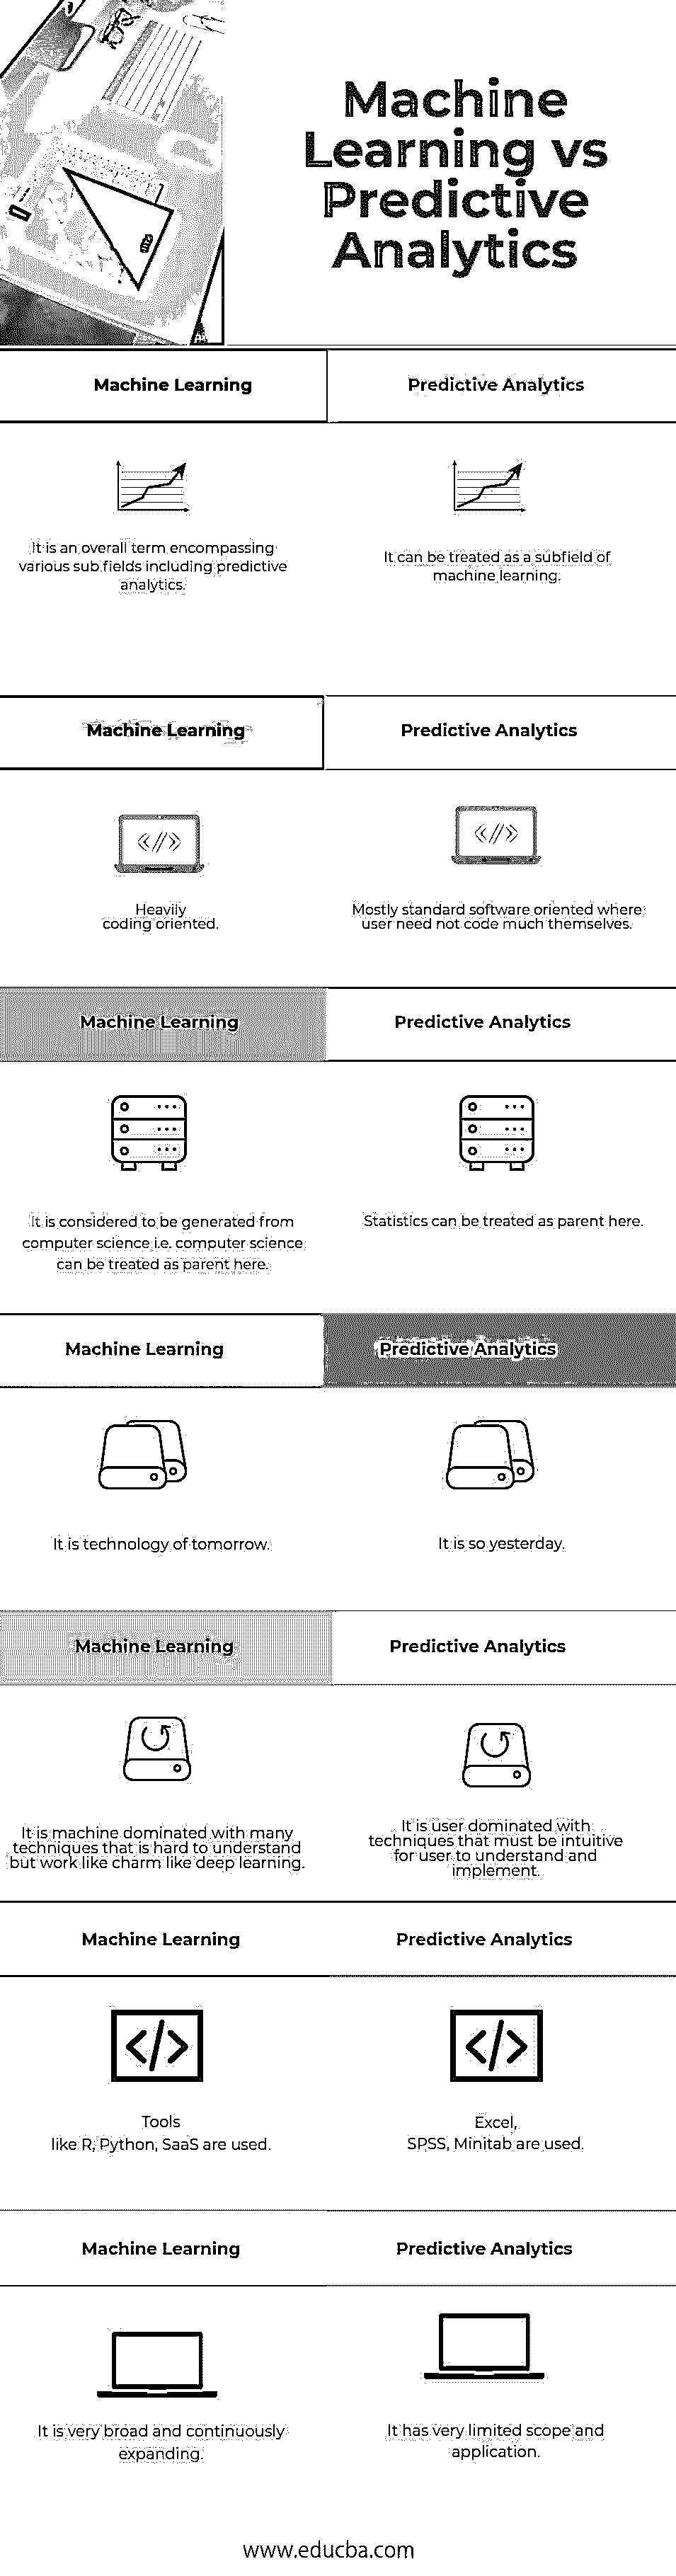 Machine
Learning vs
Predictive
Analytics
Machine Learning
Predictive Analytics
It is an overall term encompassing
various sub fields including predictive
analytics.
It can be treated as a subfield of
machine learning.
Machine Learning
Predictive Analytics
Heavily
coding oriented.
Mostly standard software oriented where
user need not code much themselves.
Machine Learning
Predictive Analytics
It is considered to be generated from
computer science i.e. computer science
can be treated as parent here.
Statistics can be treated as parent here.
Machine Learning
Predictive Analytics
It is technology of tomorrow.
It is so yesterday.
Machine Learning
Predictive Analytics
It is machine dominated with many
techniques that is hard to understand
but work like charm like deep learning.
It is user dominated with
techniques that must be intuitive
for user to understand and
implement.
Machine Learning
Predictive Analytics
Tools
like R, Python, SaaS are used.
Excel,
SPSS, Minitab are used.
Machine Learning
Predictive Analytics
It is very broad and continuously
expanding.
It has very limited scope and
application.
www.educba.com